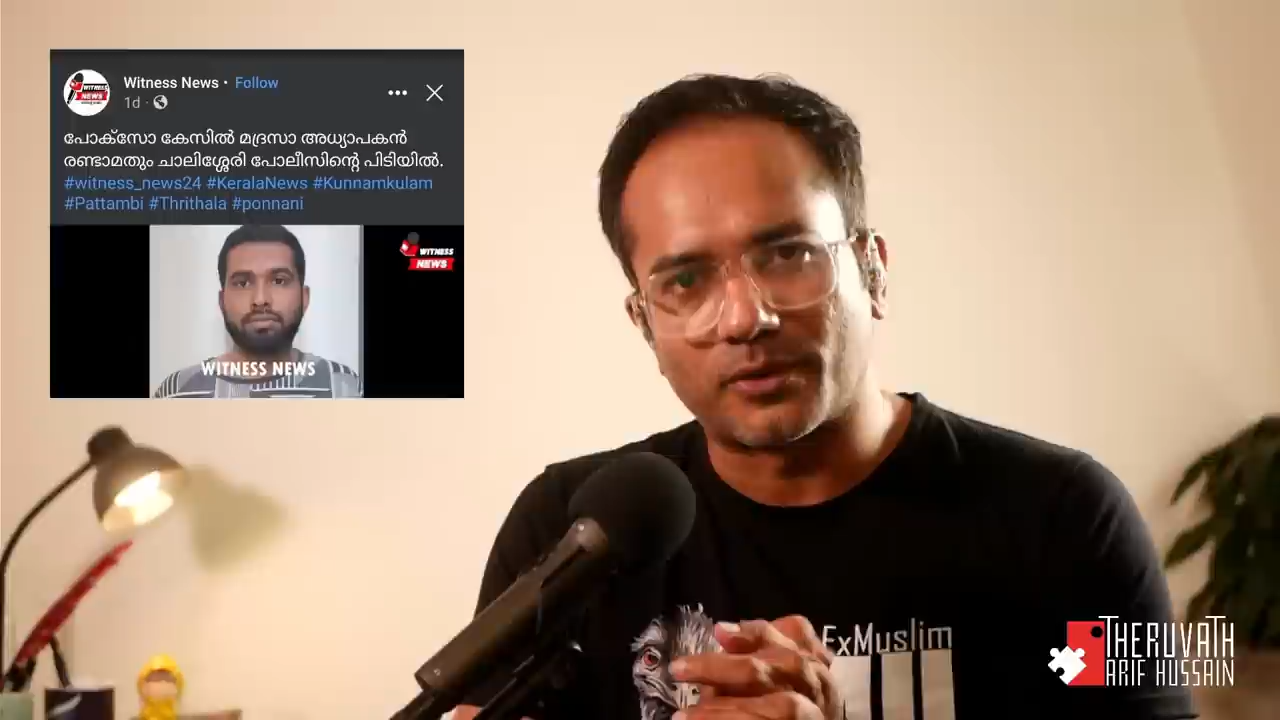 Witness News · Follow
1d ·
പോക്സോ കേസിൽ മദ്രസാ അധ്യാപകൻ
രണ്ടാമതും ചാലിശ്ശേരി പോലീസിന്റെ പിടിയിൽ.
#witness_news24 #KeralaNews #Kunnamkulam
#Pattambi #Thrithala #ponnani
WITNESS
NEWS
WITNESS NEWS
ExMuslim
THERUVATH
ARIF HUSSAIN